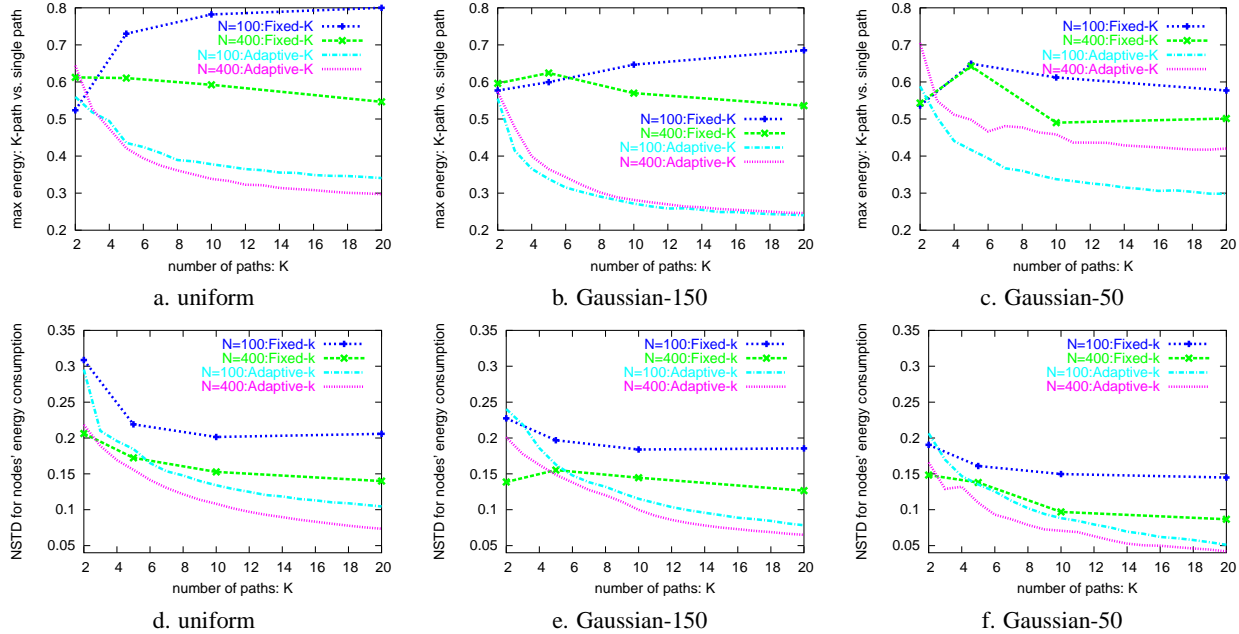 max energy: K-path vs. single path
0.8
0.7
0.6
0.5
0.4
0.3
0.2
N=100:Fixed-K
N=400:Fixed-K
N=100:Adaptive-K
N=400:Adaptive-K
2 4 6 8 10 12 14 16 18 20
number of paths: K
a. uniform
max energy: K-path vs. single path
0.8
0.7
0.6
0.5
0.4
0.3
0.2
N=100:Fixed-K
N=400:Fixed-K
N=100:Adaptive-K
N=400:Adaptive-K
2 4 6 8 10 12 14 16 18 20
number of paths: K
b. Gaussian-150
max energy: K-path vs. single path
0.8
0.7
0.6
0.5
0.4
0.3
0.2
N=100:Fixed-K
N=400:Fixed-K
N=100:Adaptive-K
N=400:Adaptive-K
2 4 6 8 10 12 14 16 18 20
number of paths: K
c. Gaussian-50
NSTD for nodes' energy consumption
0.35
0.3
0.25
0.2
0.15
0.1
0.05
N=100:Fixed-k
N=400:Fixed-k
N=100:Adaptive-k
N=400:Adaptive-k
2 4 6 8 10 12 14 16 18 20
number of paths: K
d. uniform
NSTD for nodes' energy consumption
0.35
0.3
0.25
0.2
0.15
0.1
0.05
N=100:Fixed-k
N=400:Fixed-k
N=100:Adaptive-k
N=400:Adaptive-k
2 4 6 8 10 12 14 16 18 20
number of paths: K
e. Gaussian-150
NSTD for nodes' energy consumption
0.35
0.3
0.25
0.2
0.15
0.1
0.05
N=100:Fixed-k
N=400:Fixed-k
N=100:Adaptive-k
N=400:Adaptive-k
2 4 6 8 10 12 14 16 18 20
number of paths: K
f. Gaussian-50